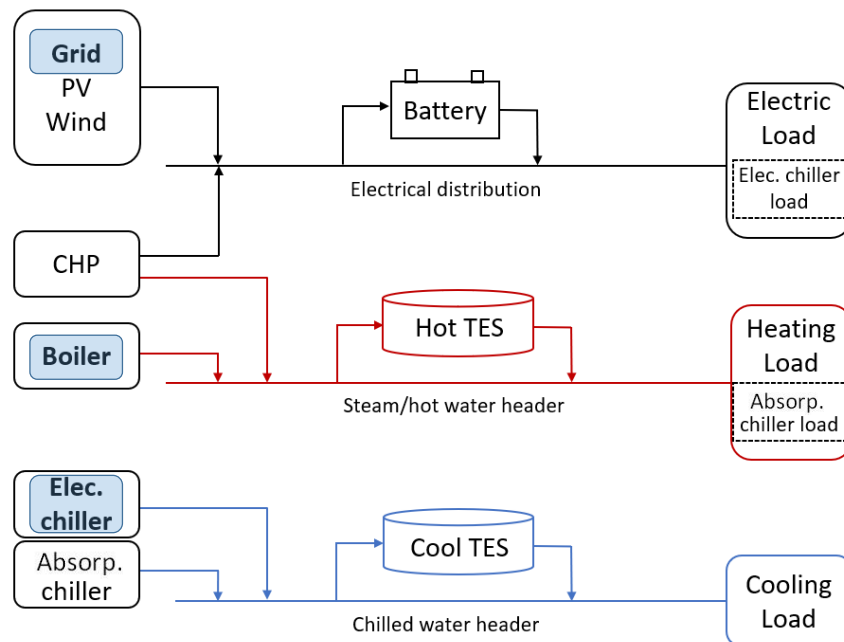 Grid
PV
Wind
Battery
Electric
Load
Elec. chiller
load
Electrical distribution
CHP
Hot TES
Boiler
Heating
Load
Absorp.
chiller load
Steam/hot water header
Elec.
chiller
Absorp.
chiller
Cool TES
Cooling
Load
Chilled water header